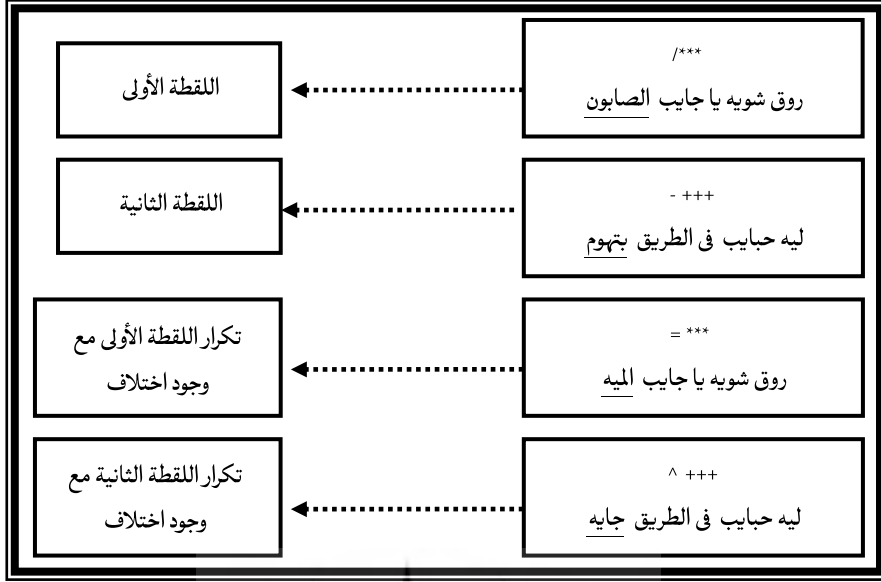 /***
روق شويه يا جايب الصابون
اللقطة الأولى
- +++
ليه حبايب فى الطريق بتهوم
اللقطة الثانية
= ***
روق شويه يا جايب الميه
تكرار اللقطة الأولى مع
وجود اختلاف
^ +++
ليه حبايب فى الطريق جايه
تكرار اللقطة الثانية مع
وجود اختلاف